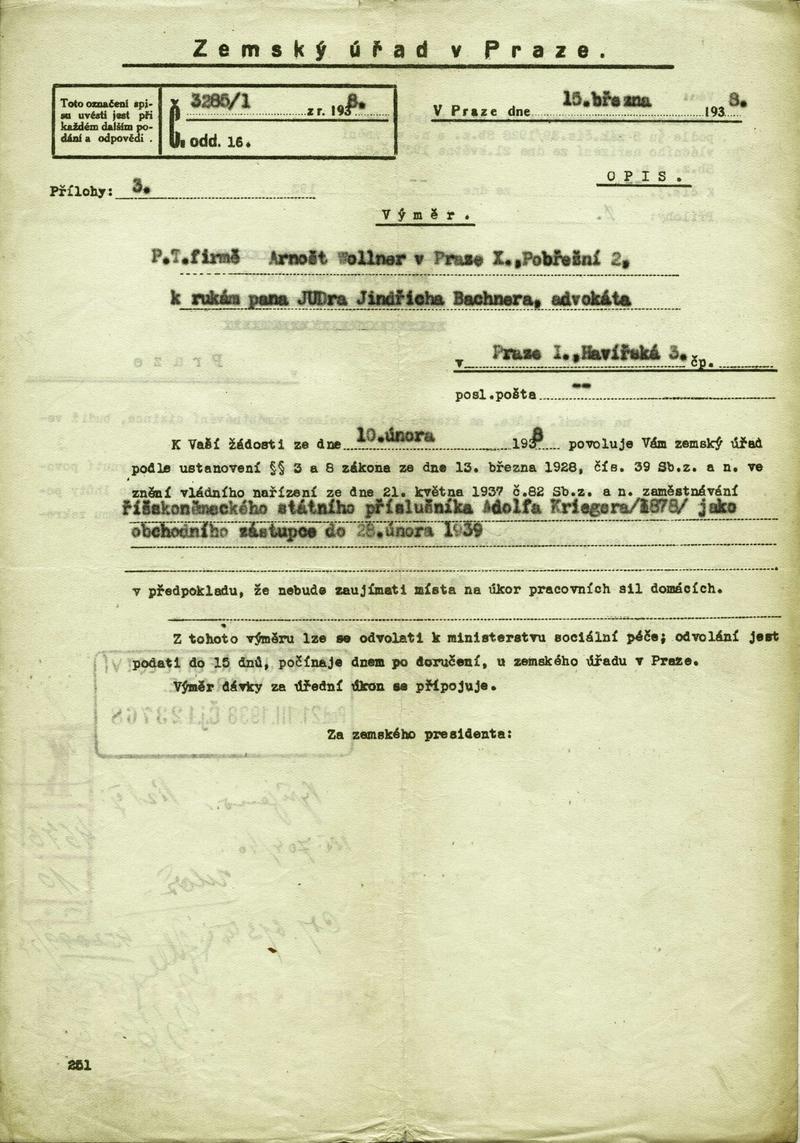 Zemský úřad v Praze.
Toto označení spi-
su uvésti jest při
každém dalším po-
dání a odpovědi .
3285/1 z r. 1938.
odd. 16.
V Praze dne 15.března 1938.
Přílohy: 3.
OPIS.
Výměr.
P.T.firmě Arnošt Wollner v Praze X.,Pobřežní 2,
k rukám pana JUDra Jindřicha Bachnera, advokáta
v Praze I.,Havířská 3. čp.
posl.pošta --
K Vaší žádosti ze dne 10.února 1938 povoluje Vám zemský úřad
podle ustanovení §§ 3 a 8 zákona ze dne 13. března 1928, čís. 39 Sb.z. a n. ve
znění vládního nařízení ze dne 21. května 1937 č.82 Sb.z. a n. zaměstnávání
říšskoněmeckého státního příslušníka Adolfa Kriegera/1878/ jako
obchodního zástupce do 28.února 1939
v předpokladu, že nebude zaujímati místa na úkor pracovních sil domácích.
Z tohoto výměru lze se odvolati k ministerstvu sociální péče; odvolání jest
podati do 15 dnů, počínaje dnem po doručení, u zemského úřadu v Praze.
Výměr dávky za úřední úkon se připojuje.
Za zemského presidenta:
251